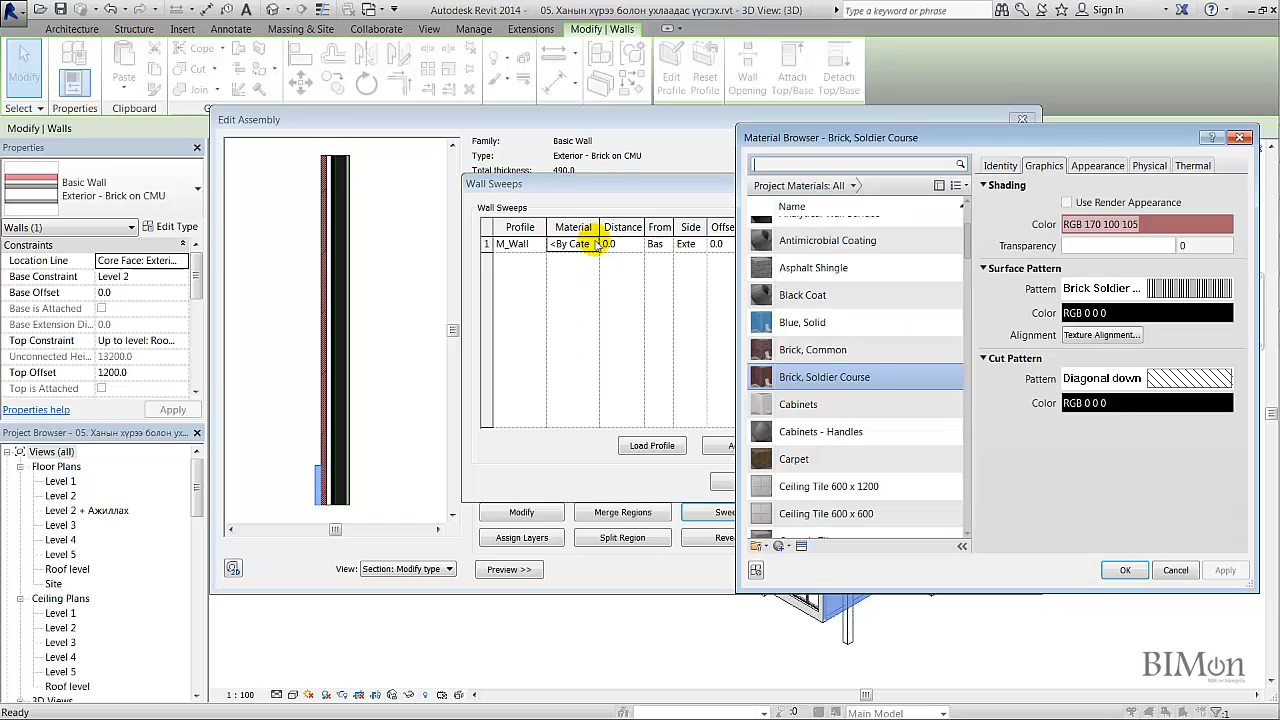 Autodesk Revit 2014 - 05. Ханын хүрээ болон ухлаадас үүсгэх.rvt - 3D View: {3D}
Type a keyword or phrase
Sign In
Architecture Structure Insert Annotate Massing & Site Collaborate View Manage Extensions Modify | Walls
Modify
Paste
Cope
Cut
Join
Edit Profile
Reset Profile
Wall Opening
Attach Top/Base
Detach Top/Base
Select Properties Clipboard
Modify | Walls
Properties
Basic Wall
Exterior - Brick on CMU
Walls (1) Edit Type
Constraints
Location Line Core Face: Exteri...
Base Constraint Level 2
Base Offset 0.0
Base is Attached
Base Extension Di... 0.0
Top Constraint Up to level: Roo...
Unconnected Hei... 13200.0
Top Offset 1200.0
Top is Attached
Properties help Apply
Project Browser - 05. Ханын хүрээ болон ух...
Views (all)
Floor Plans
Level 1
Level 2
Level 2 + Ажиллах
Level 3
Level 4
Level 5
Roof level
Site
Ceiling Plans
Level 1
Level 2
Level 3
Level 4
Level 5
Roof level
3D Views
Ready
Edit Assembly
Family: Basic Wall
Type: Exterior - Brick on CMU
Total thickness: 490.0
View: Section: Modify type
Preview >>
Modify Merge Regions
Assign Layers Split Region
Wall Sweeps
Wall Sweeps
Profile Material Distance From Side Offse
1 M_Wall <By Cate 0.0 Bas Exte 0.0
Load Profile
Material Browser - Brick, Soldier Course
Project Materials: All
Name
Antimicrobial Coating
Asphalt Shingle
Black Coat
Blue, Solid
Brick, Common
Brick, Soldier Course
Cabinets
Cabinets - Handles
Carpet
Ceiling Tile 600 x 1200
Ceiling Tile 600 x 600
Identity Graphics Appearance Physical Thermal
Shading
Use Render Appearance
Color RGB 170 100 105
Transparency 0
Surface Pattern
Pattern Brick Soldier ...
Color RGB 0 0 0
Alignment Texture Alignment...
Cut Pattern
Pattern Diagonal down
Color RGB 0 0 0
OK Cancel Apply
1 : 100
:0
Main Model
:1
BIMon